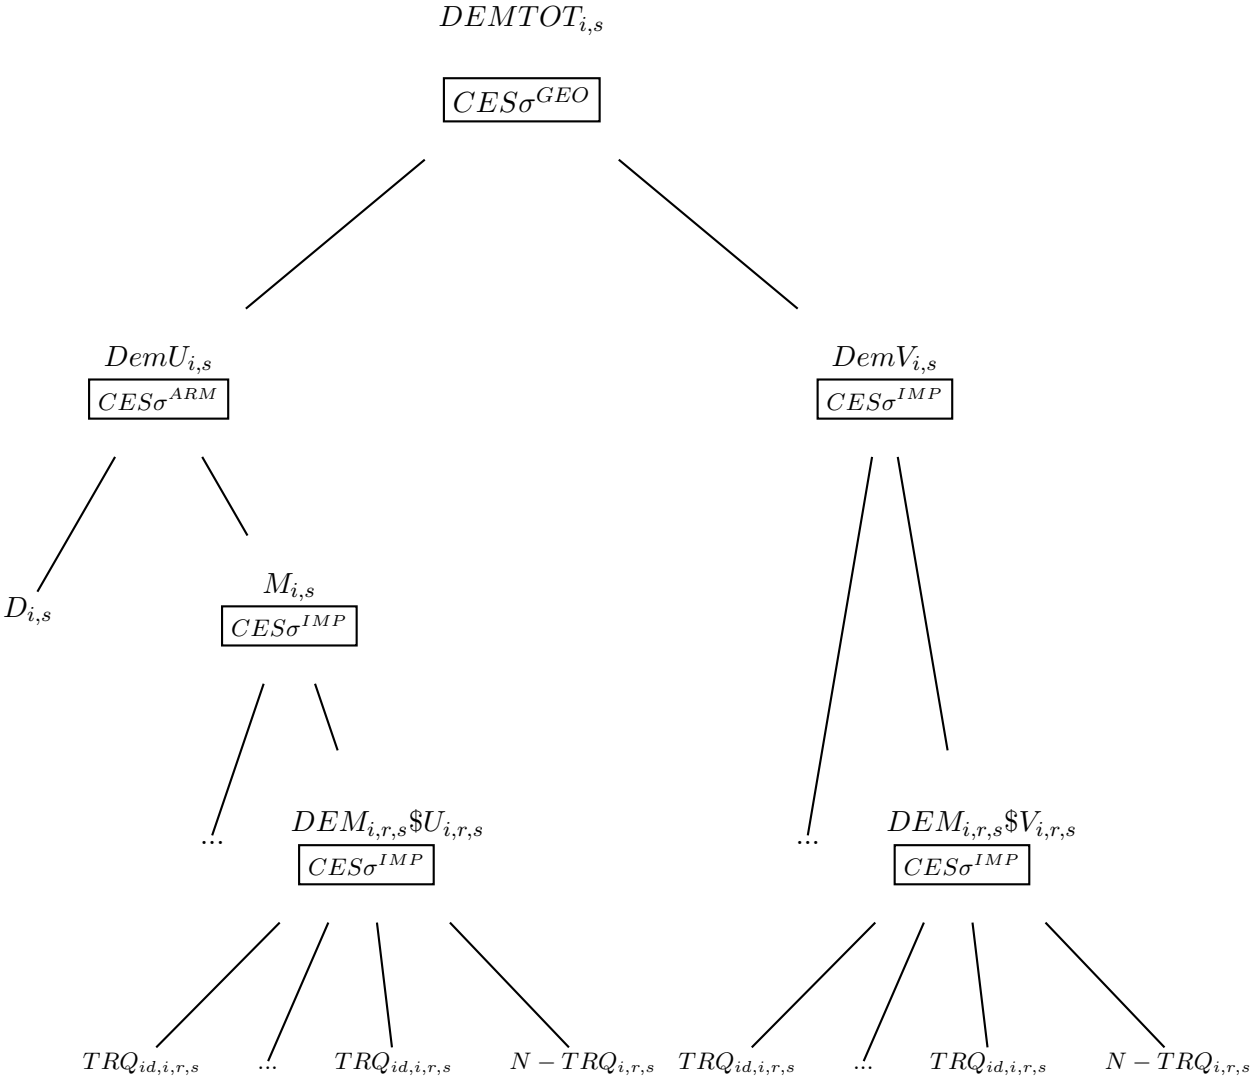 DEMTOT_{i,s}
CESσ^{GEO}
DemU_{i,s} DemV_{i,s}
CESσ^{ARM} CESσ^{IMP}
M_{i,s}
D_{i,s}
CESσ^{IMP}
DEM_{i,r,s}$U_{i,r,s} DEM_{i,r,s}$V_{i,r,s}
... ...
CESσ^{IMP} CESσ^{IMP}
TRQ_{id,i,r,s} ... TRQ_{id,i,r,s} N − TRQ_{i,r,s} TRQ_{id,i,r,s} ... TRQ_{id,i,r,s} N − TRQ_{i,r,s}